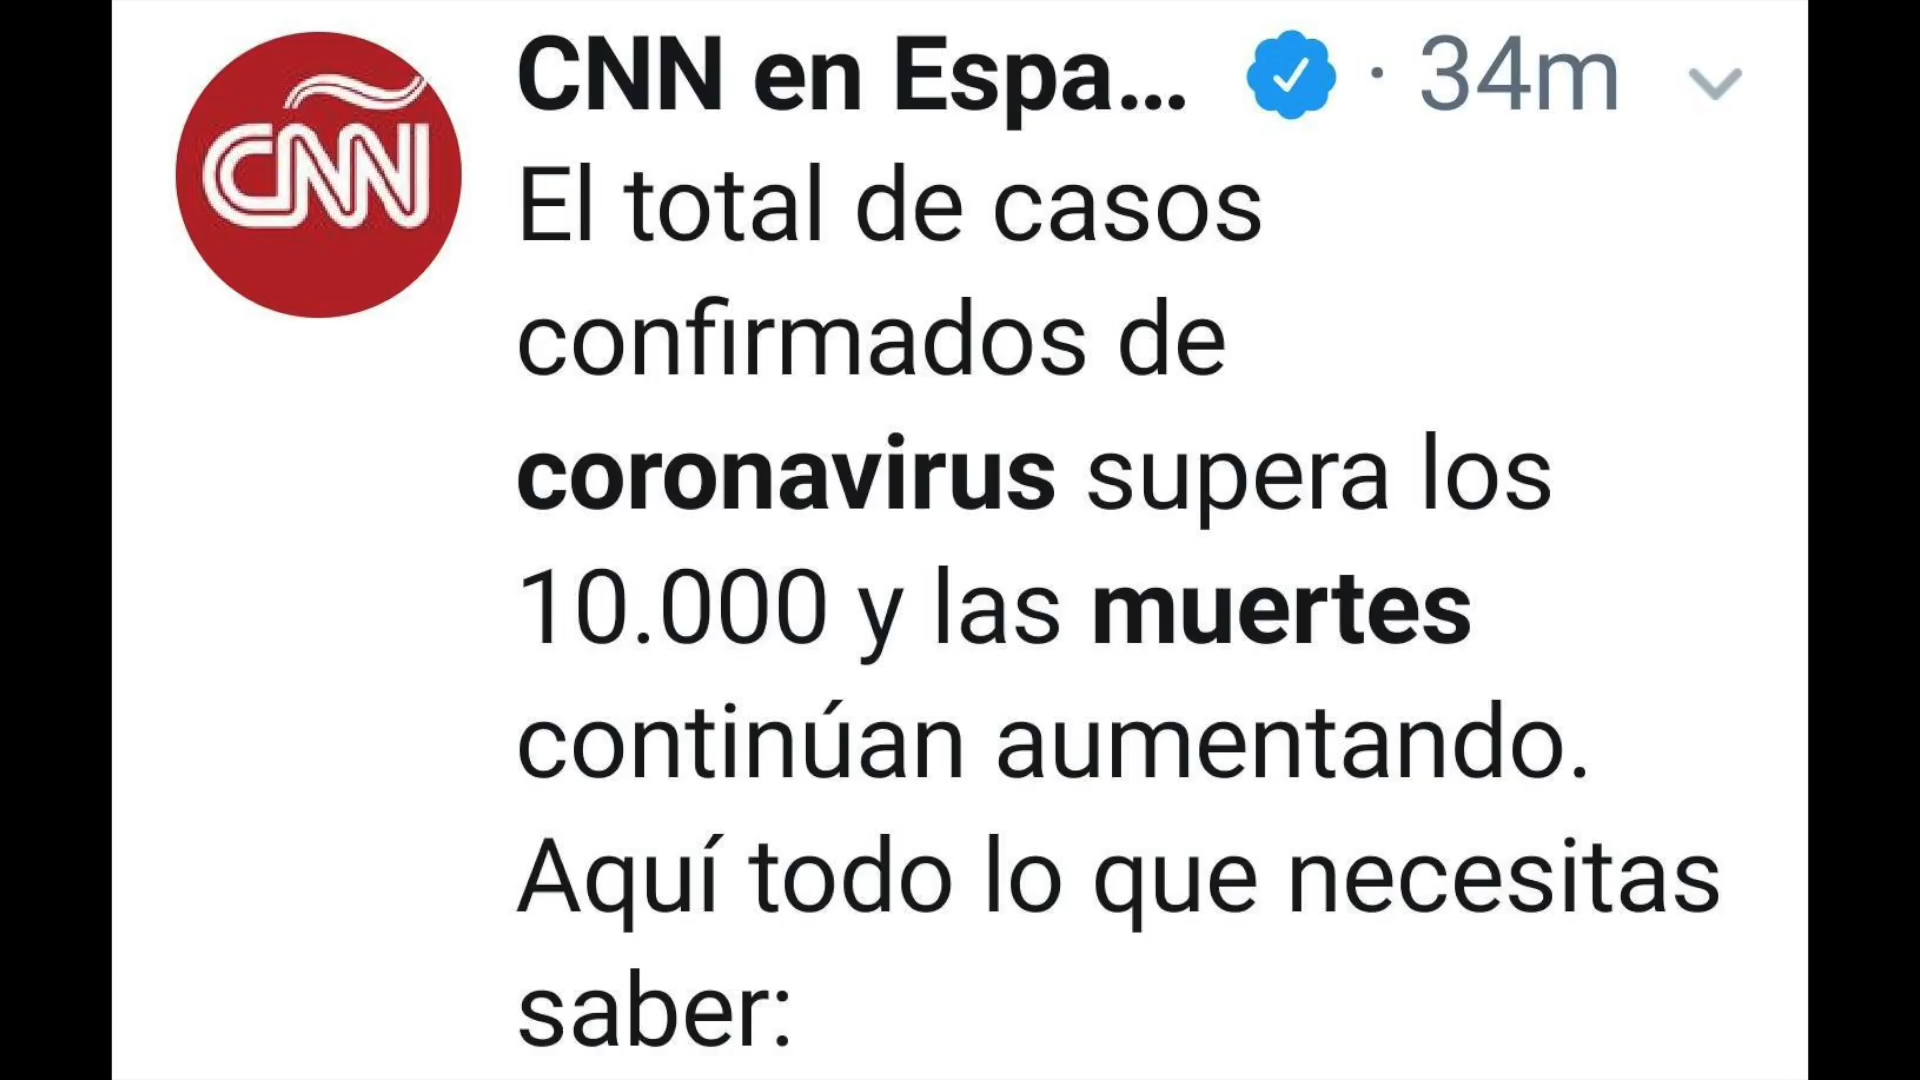 CNN
CNN en Espa... · 34m
El total de casos
confirmados de
coronavirus supera los
10.000 y las muertes
continúan aumentando.
Aquí todo lo que necesitas
saber: